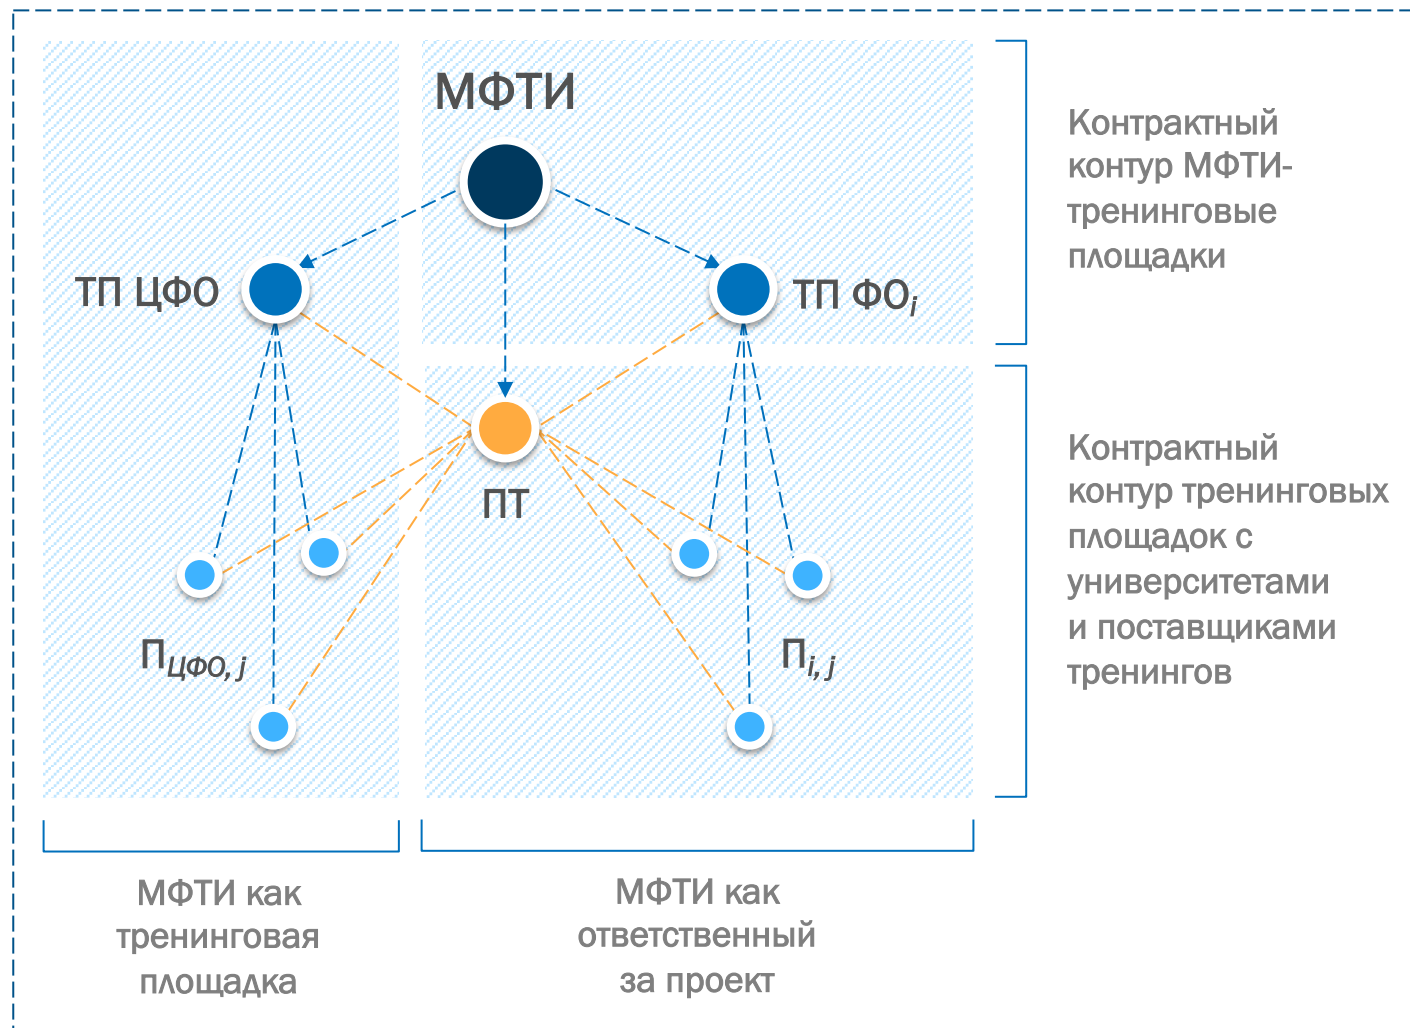 МФТИ
Контрактный
контур МФТИ-
тренинговые
площадки
ТП ЦФО
ТП ФОi
Контрактный
контур тренинговых
площадок с
университетами
и поставщиками
тренингов
ПТ
ПЦФО, j
Пi, j
МФТИ как
тренинговая
площадка
МФТИ как
ответственный
за проект